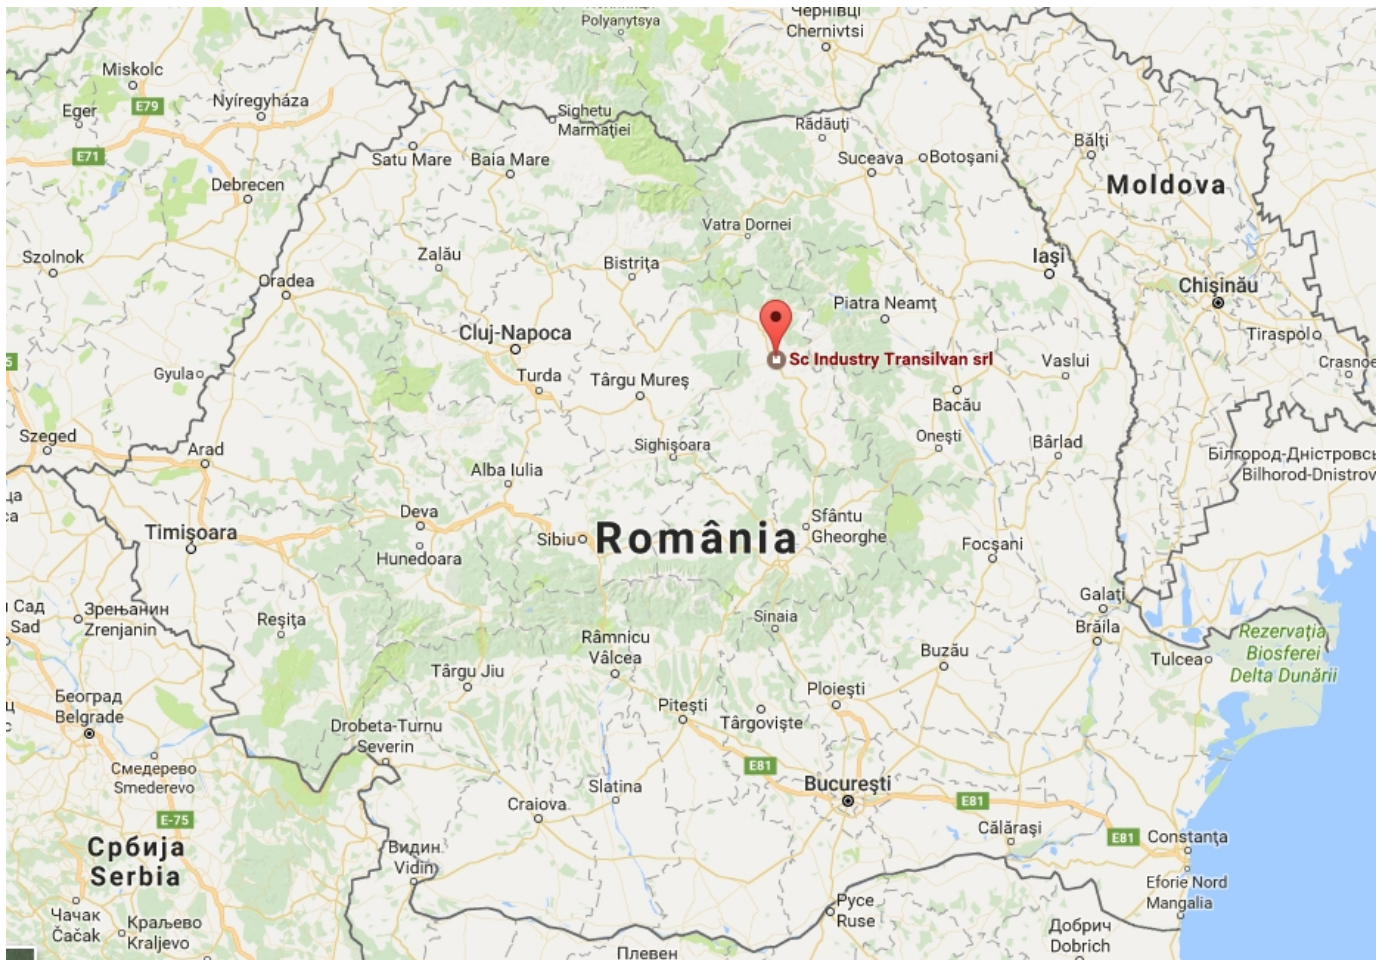 Чернівці
Chernivtsi
Polyanytsya
Miskolc
E79
Eger
Nyíregyháza
Sighetu
Marmației
Rădăuți
Bălți
E71
Satu Mare
Baia Mare
Suceava
Botoșani
Debrecen
Moldova
Vatra Dornei
Szolnok
Zalău
Bistrița
Iași
Oradea
Chișinău
Piatra Neamț
Cluj-Napoca
Tiraspol
Sc Industry Transilvan srl
Vaslui
Crasnoe
5
Gyula
Turda
Târgu Mureș
Bacău
Szeged
Arad
Sighișoara
Onești
Bârlad
Білгород-Дністровсь
Bilhorod-Dnistrov
Alba Iulia
ца
са
Deva
Sfântu
Gheorghe
Timișoara
Sibiu
România
Focșani
Hunedoara
Galați
и Сад
Sad
Зрењанин
Zrenjanin
Reșița
Sinaia
Brăila
Rezervația
Biosferei
Delta Dunării
Râmnicu
Vâlcea
Buzău
Tulcea
Târgu Jiu
Београд
Belgrade
Ploiești
Pitești
Târgoviște
Drobeta-Turnu
Severin
E81
Смедерево
Smederevo
Slatina
București
E81
E-75
Craiova
Călărași
E81
Constanța
Србија
Serbia
Видин
Vidin
Eforie Nord
Mangalia
Чачак
Čačak
Краљево
Kraljevo
Русе
Ruse
Добрич
Dobrich
Плевен